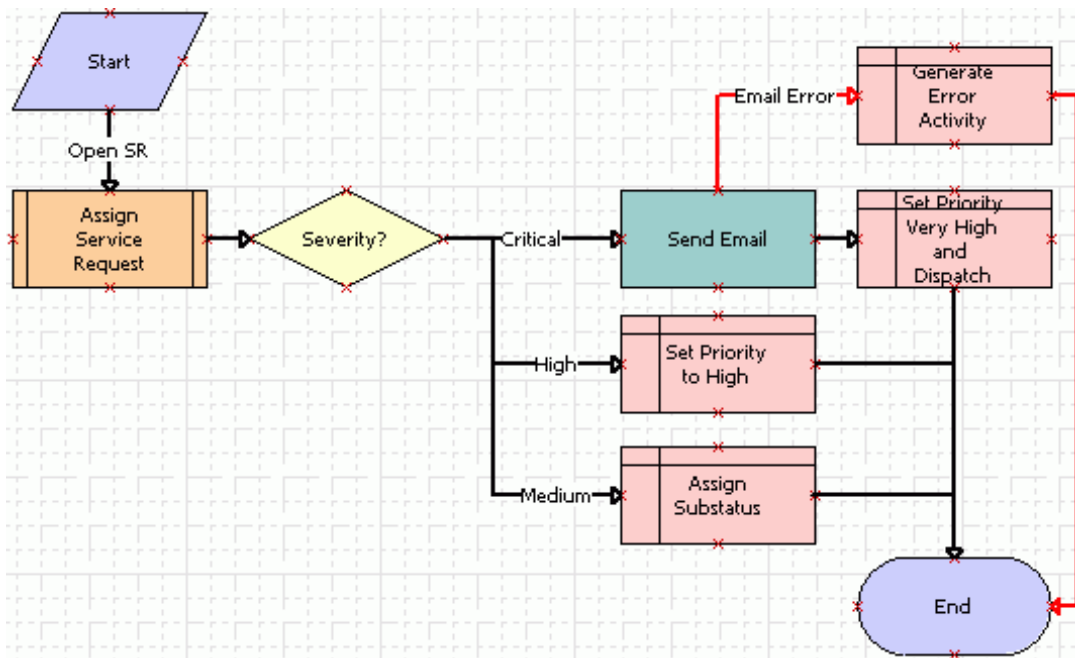 Start
Open SR
Assign
Service
Request
Severity?
Critical
Send Email
Email Error
Generate
Error
Activity
Set Priority
Very High
and
Dispatch
High
Set Priority
to High
Medium
Assign
Substatus
End